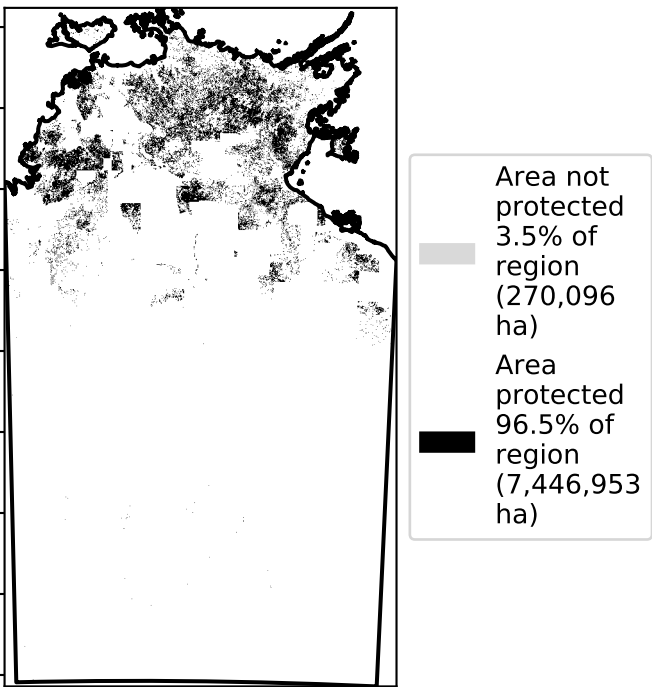 Area not
protected
3.5% of
region
(270,096
ha)
Area
protected
96.5% of
region
(7,446,953
ha)